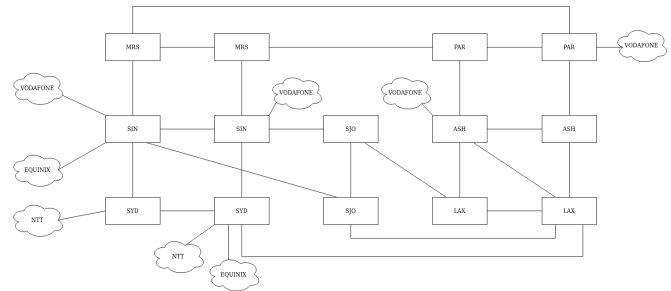 MRS
MRS
PAR
PAR
VODAFONE
VODAFONE
VODAFONE
VODAFONE
SIN
SIN
SJO
ASH
ASH
EQUINIX
NTT
SYD
SYD
SJO
LAX
LAX
NTT
EQUINIX